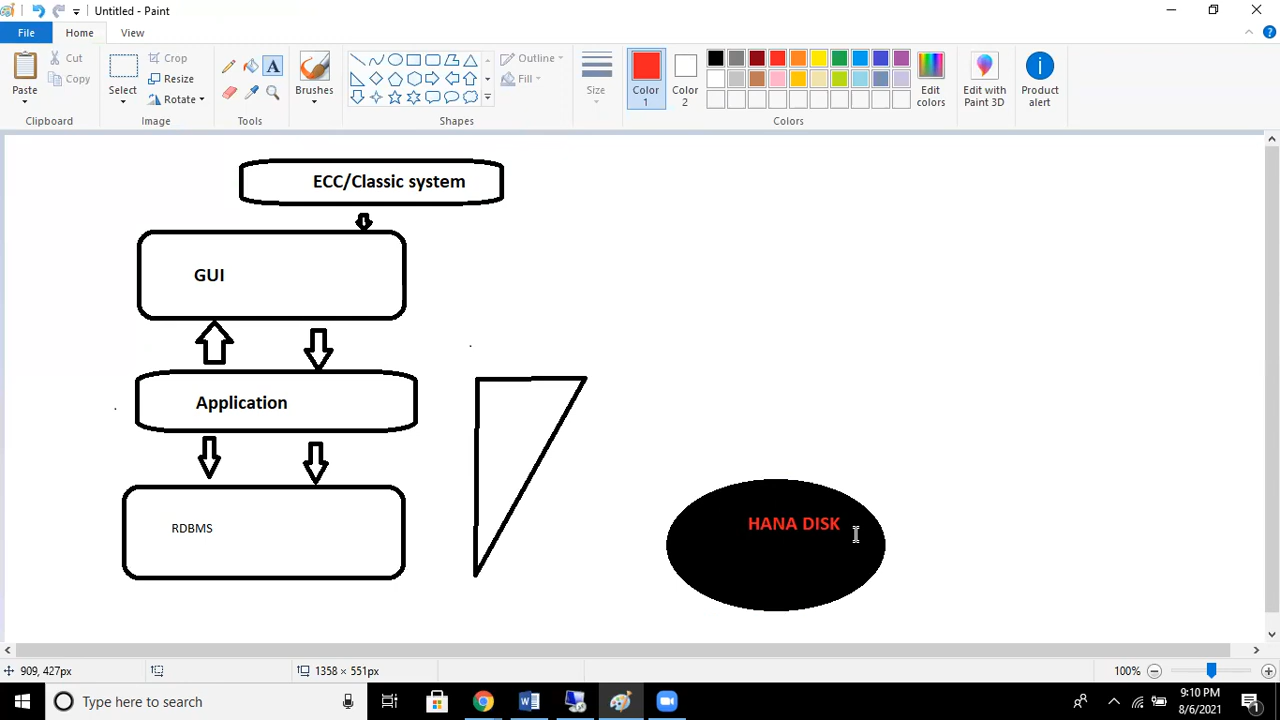 Untitled - Paint
File
Home
View
Paste
Cut
Copy
Clipboard
Select
Crop
Resize
Rotate
Image
A
Tools
Brushes
Outline
Fill
Shapes
Size
Color
1
Color
2
Edit
colors
Colors
Edit with
Paint 3D
Product
alert
ECC/Classic system
GUI
Application
RDBMS
HANA DISK
909, 427px
1358 × 551px
100%
Type here to search
9:10 PM
8/6/2021
1